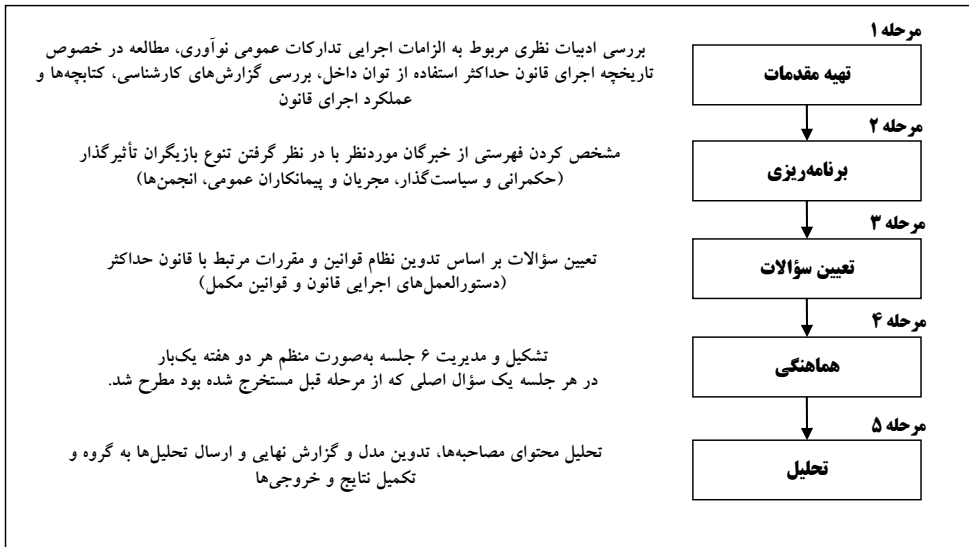 مرحله ۱
تهیه مقدمات
بررسی ادبیات نظری مربوط به الزامات اجرایی تدارکات عمومی نوآوری، مطالعه در خصوص
تاریخچه اجرای قانون حداکثر استفاده از توان داخل، بررسی گزارش‌های کارشناسی، کتابچه‌ها و
عملکرد اجرای قانون
مرحله ۲
برنامه‌ریزی
مشخص کردن فهرستی از خبرگان موردنظر با در نظر گرفتن تنوع بازیگران تأثیرگذار
(حکمرانی و سیاست‌گذار، مجریان و پیمانکاران عمومی، انجمن‌ها)
مرحله ۳
تعیین سؤالات
تعیین سؤالات بر اساس تدوین نظام قوانین و مقررات مرتبط با قانون حداکثر
(دستورالعمل‌های اجرایی قانون و قوانین مکمل)
مرحله ۴
هماهنگی
تشکیل و مدیریت ۶ جلسه به‌صورت منظم هر دو هفته یک‌بار
در هر جلسه یک سؤال اصلی که از مرحله قبل مستخرج شده بود مطرح شد.
مرحله ۵
تحلیل
تحلیل محتوای مصاحبه‌ها، تدوین مدل و گزارش نهایی و ارسال تحلیل‌ها به گروه و
تکمیل نتایج و خروجی‌ها